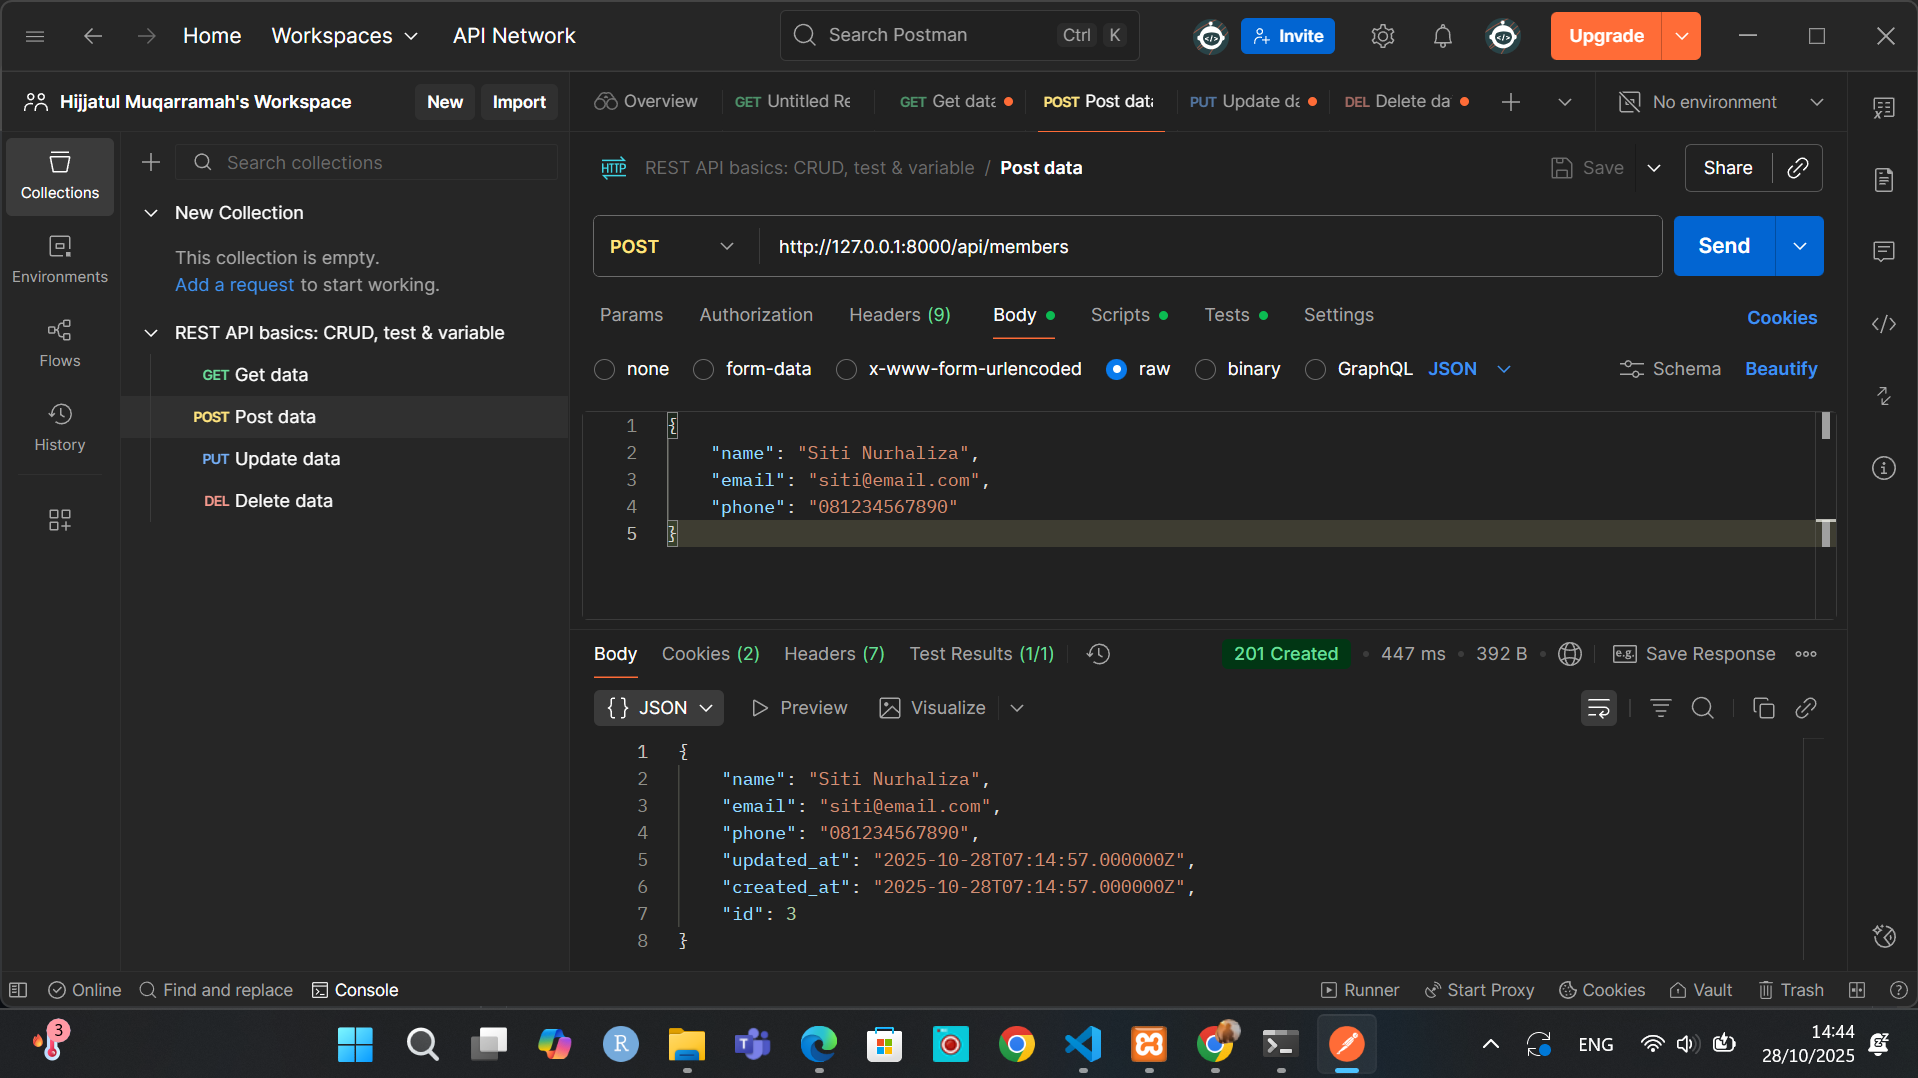 Home Workspaces API Network Search Postman Ctrl K Invite Upgrade
Hijjatul Muqarramah's Workspace New Import
Overview GET Untitled Re GET Get data POST Post data PUT Update da DEL Delete da No environment
Collections
Environments
Flows
History
Search collections
New Collection
This collection is empty.
Add a request to start working.
REST API basics: CRUD, test & variable
GET Get data
POST Post data
PUT Update data
DEL Delete data
HTTP REST API basics: CRUD, test & variable / Post data Save Share
POST http://127.0.0.1:8000/api/members Send
Params Authorization Headers (9) Body Scripts Tests Settings Cookies
none form-data x-www-form-urlencoded raw binary GraphQL JSON Schema Beautify
1 {
2 "name": "Siti Nurhaliza",
3 "email": "siti@email.com",
4 "phone": "081234567890"
5 }
Body Cookies (2) Headers (7) Test Results (1/1) 201 Created 447 ms 392 B e.g. Save Response
{} JSON Preview Visualize
1 {
2 "name": "Siti Nurhaliza",
3 "email": "siti@email.com",
4 "phone": "081234567890",
5 "updated_at": "2025-10-28T07:14:57.000000Z",
6 "created_at": "2025-10-28T07:14:57.000000Z",
7 "id": 3
8 }
Online Find and replace Console Runner Start Proxy Cookies Vault Trash
3 R ENG 14:44
28/10/2025